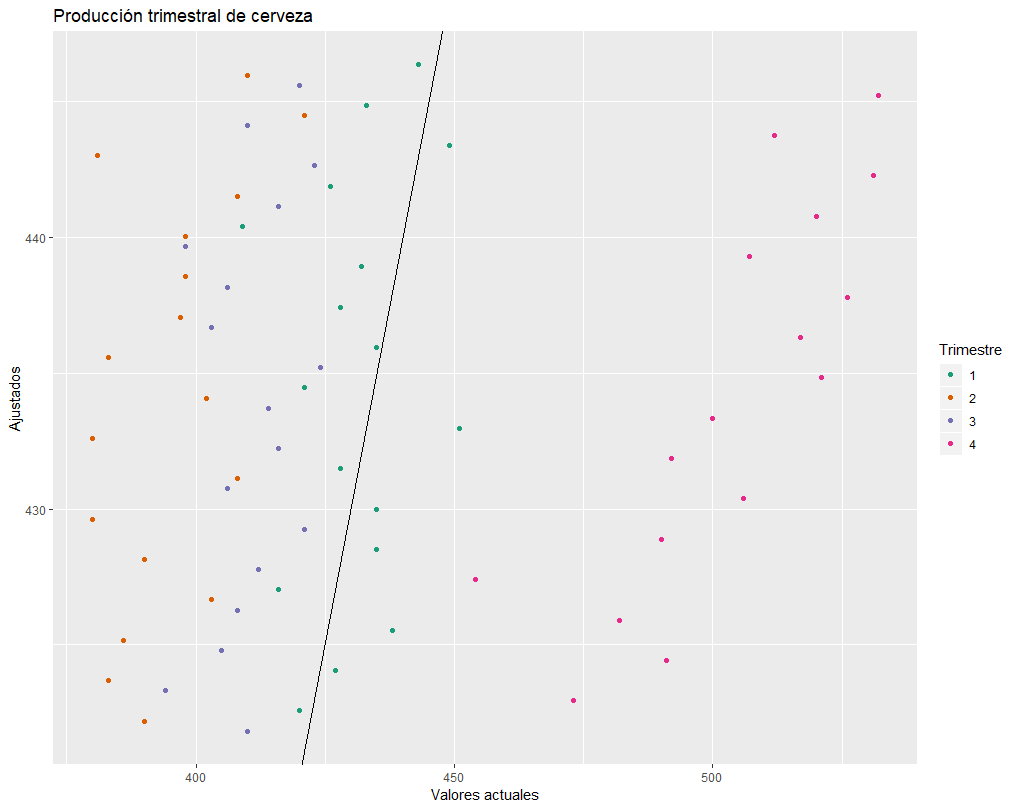 Producción trimestral de cerveza
Ajustados
440
430
400
450
500
Valores actuales
Trimestre
1
2
3
4